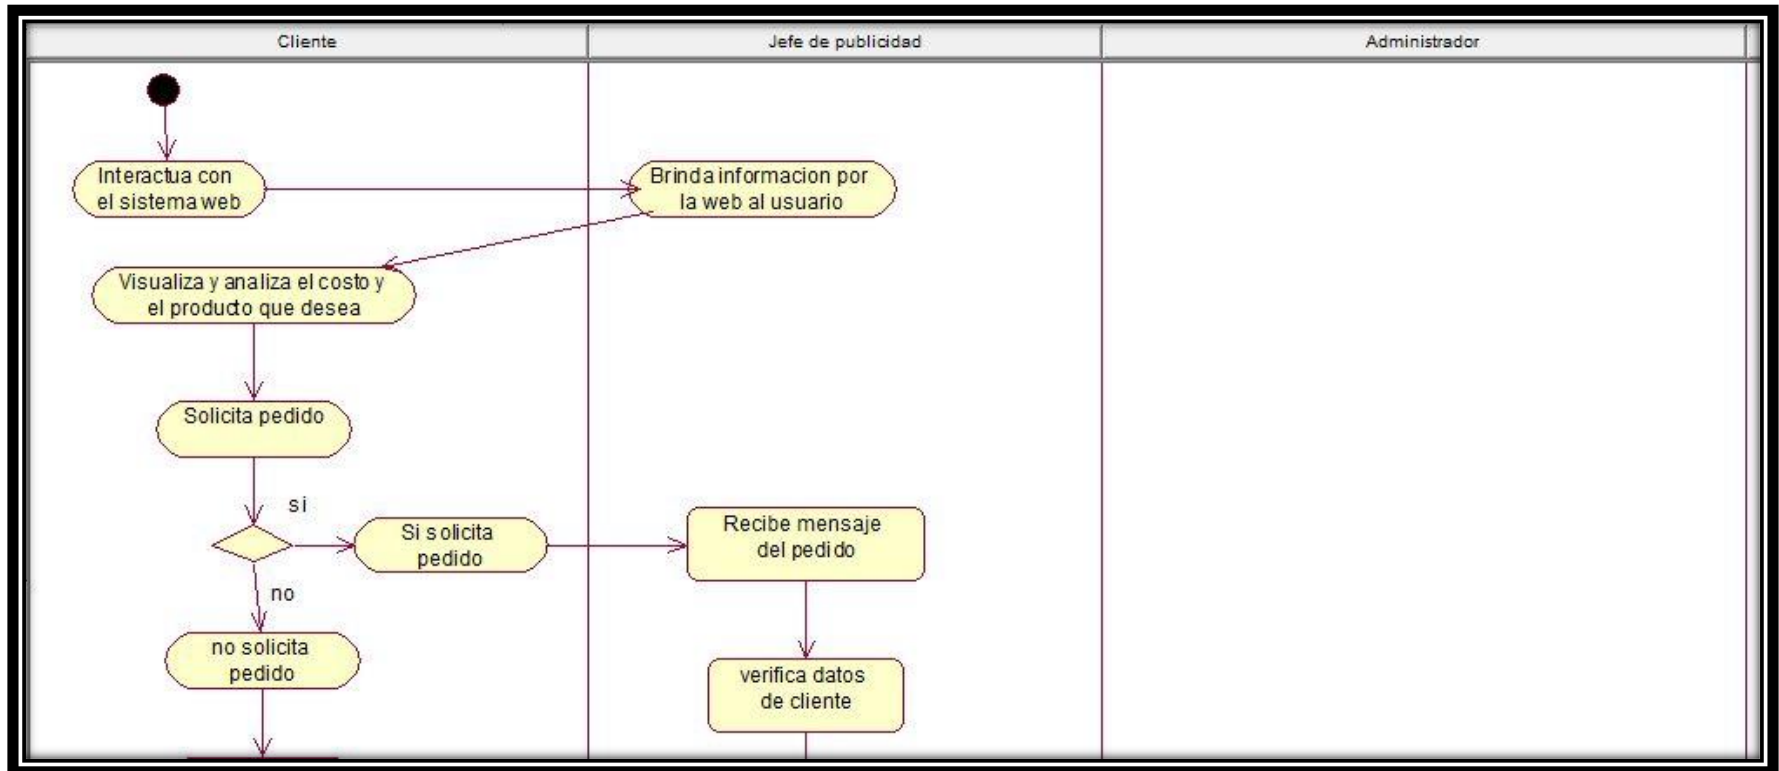 Cliente
Jefe de publicidad
Administrador
Interactua con
el sistema web
Brinda informacion por
la web al usuario
Visualiza y analiza el costo y
el producto que desea
Solicita pedido
si
Si solicita
pedido
Recibe mensaje
del pedido
no
no solicita
pedido
verifica datos
de cliente